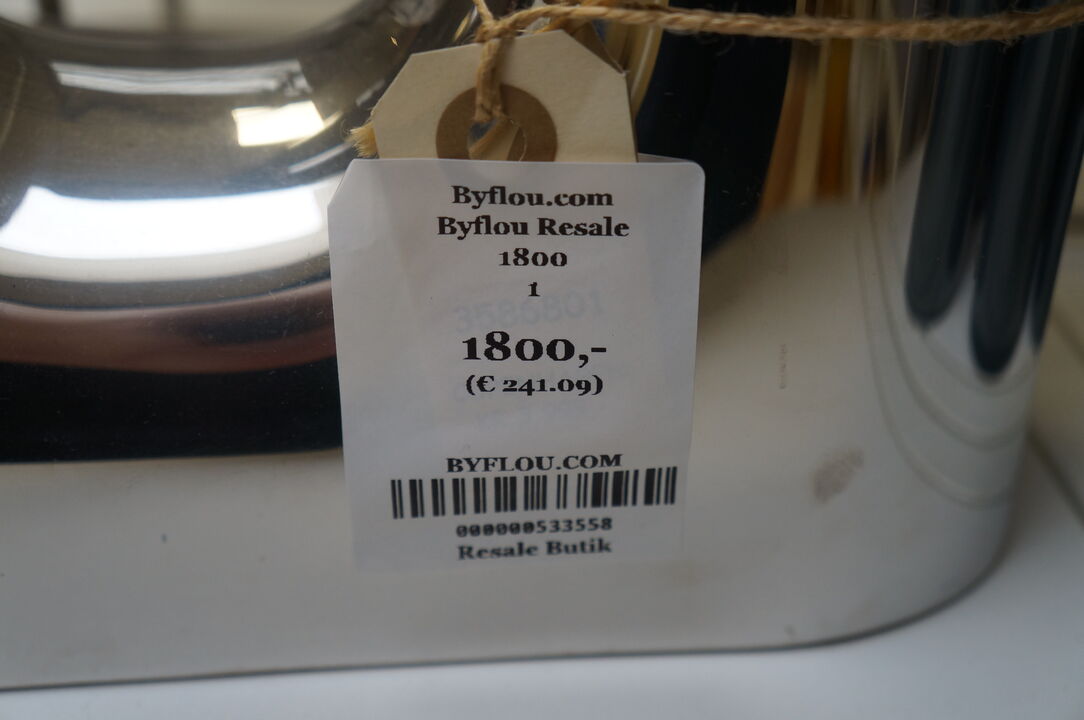 Byflou.com
Byflou Resale
1800
1
1800,-
(€ 241.09)
BYFLOU.COM
000000533558
Resale Butik